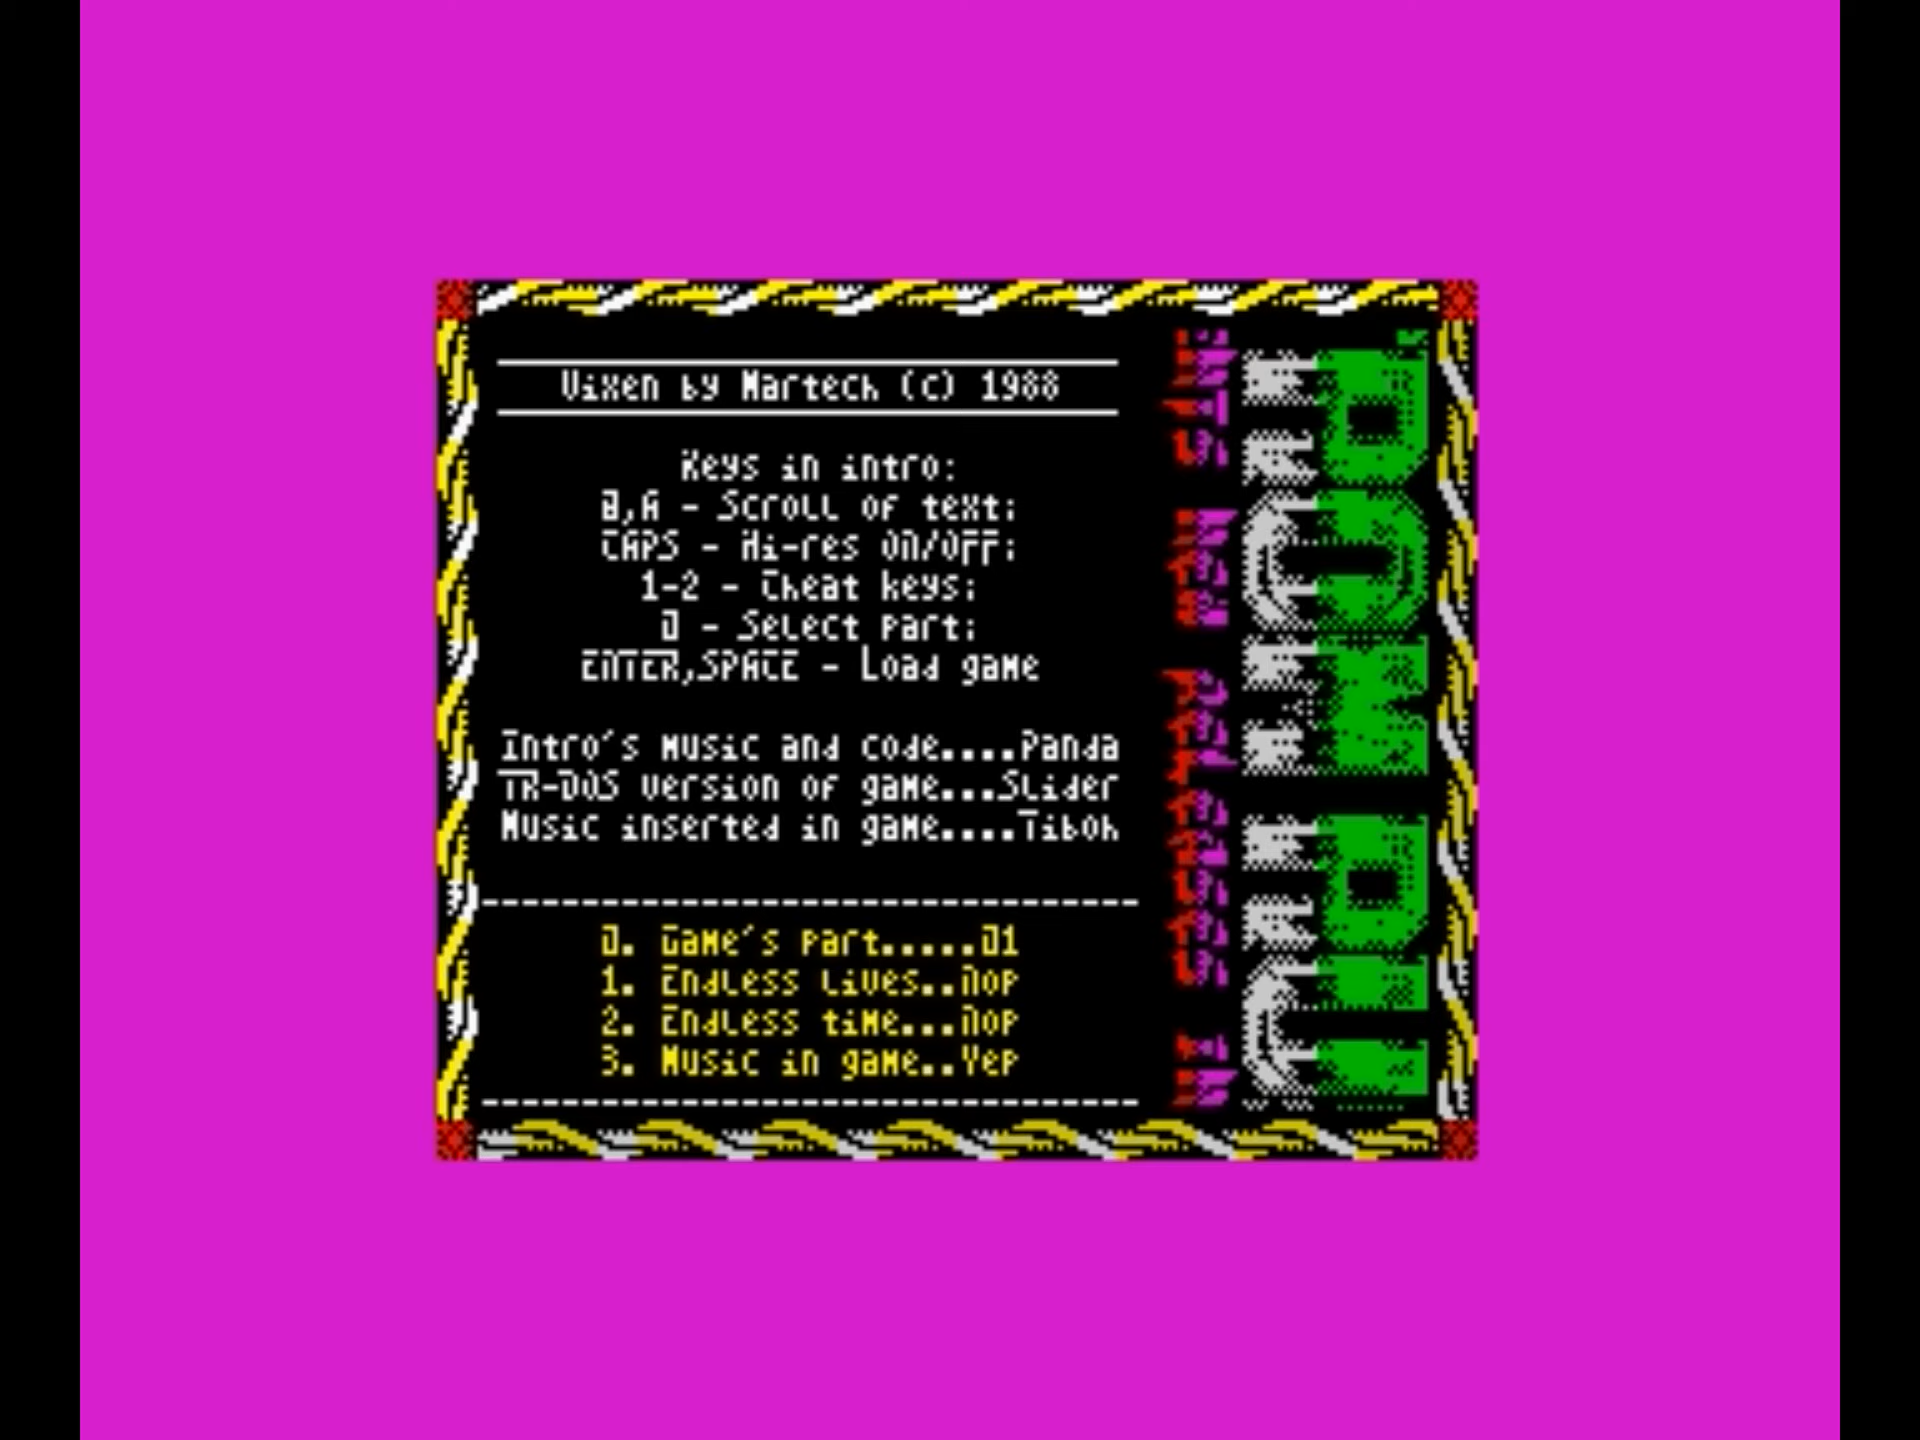 Vixen by Martech (c) 1988
Keys in intro:
Q,A - Scroll of text;
CAPS - Hi-res ON/OFF;
1-2 - Cheat keys;
0 - Select part;
ENTER,SPACE - Load game
Intro's music and code....Panda
TR-DOS version of game...Slider
Music inserted in game....Tiboh
0. Game's part.....01
1. Endless lives..Nop
2. Endless time...Nop
3. Music in game..Yep